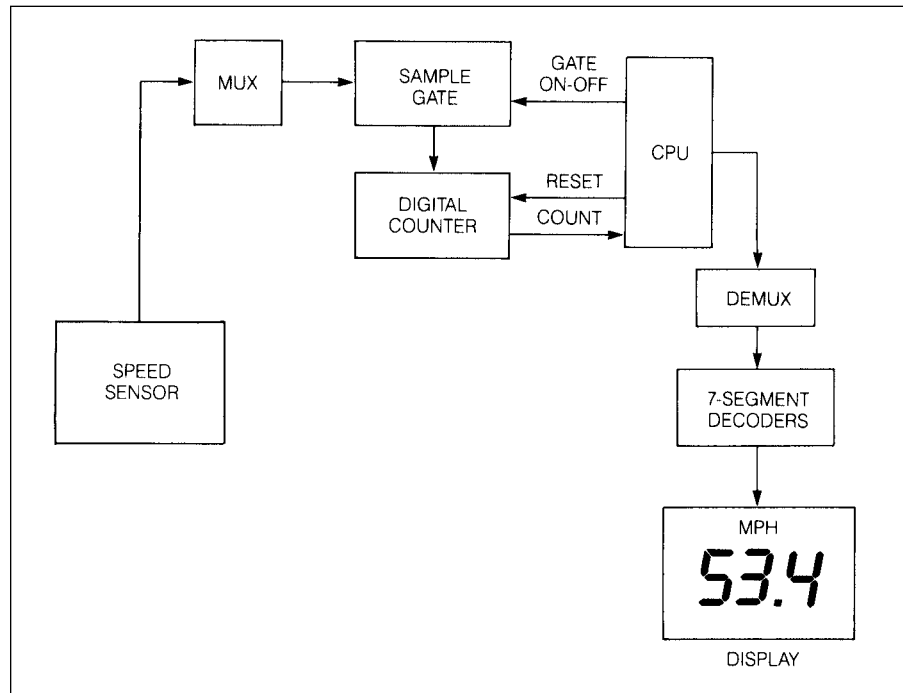 MUX
SAMPLE
GATE
GATE
ON-OFF
CPU
DIGITAL
COUNTER
RESET
COUNT
SPEED
SENSOR
DEMUX
7-SEGMENT
DECODERS
MPH
53.4
DISPLAY